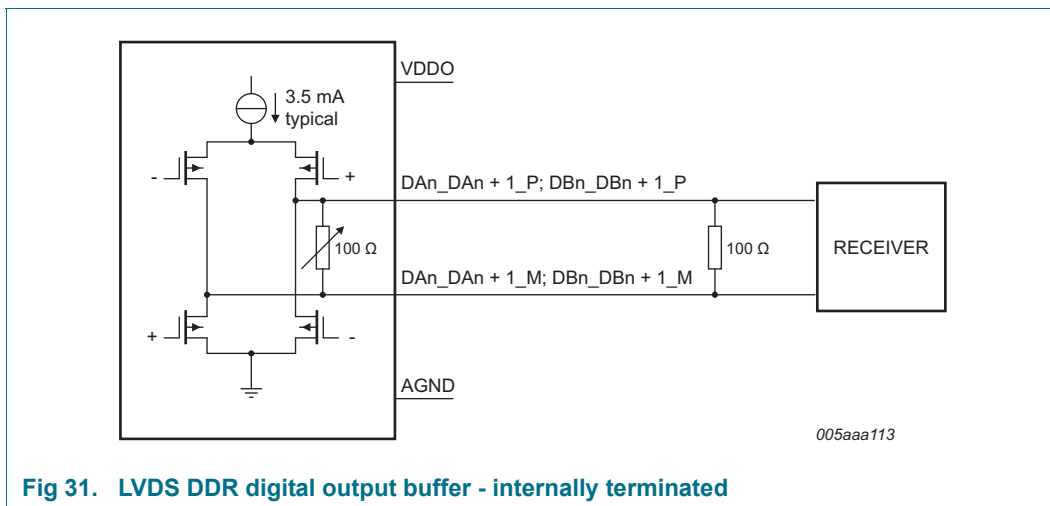 VDDO
3.5 mA
typical
-
+
DAn_DAn + 1_P; DBn_DBn + 1_P
100 Ω
100 Ω
RECEIVER
DAn_DAn + 1_M; DBn_DBn + 1_M
+
-
AGND
005aaa113
Fig 31. LVDS DDR digital output buffer - internally terminated